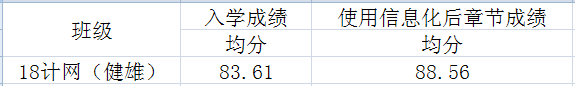 班级 入学成绩 使用信息化后章节成绩
均分 均分
18计网（健雄） 83.61 88.56